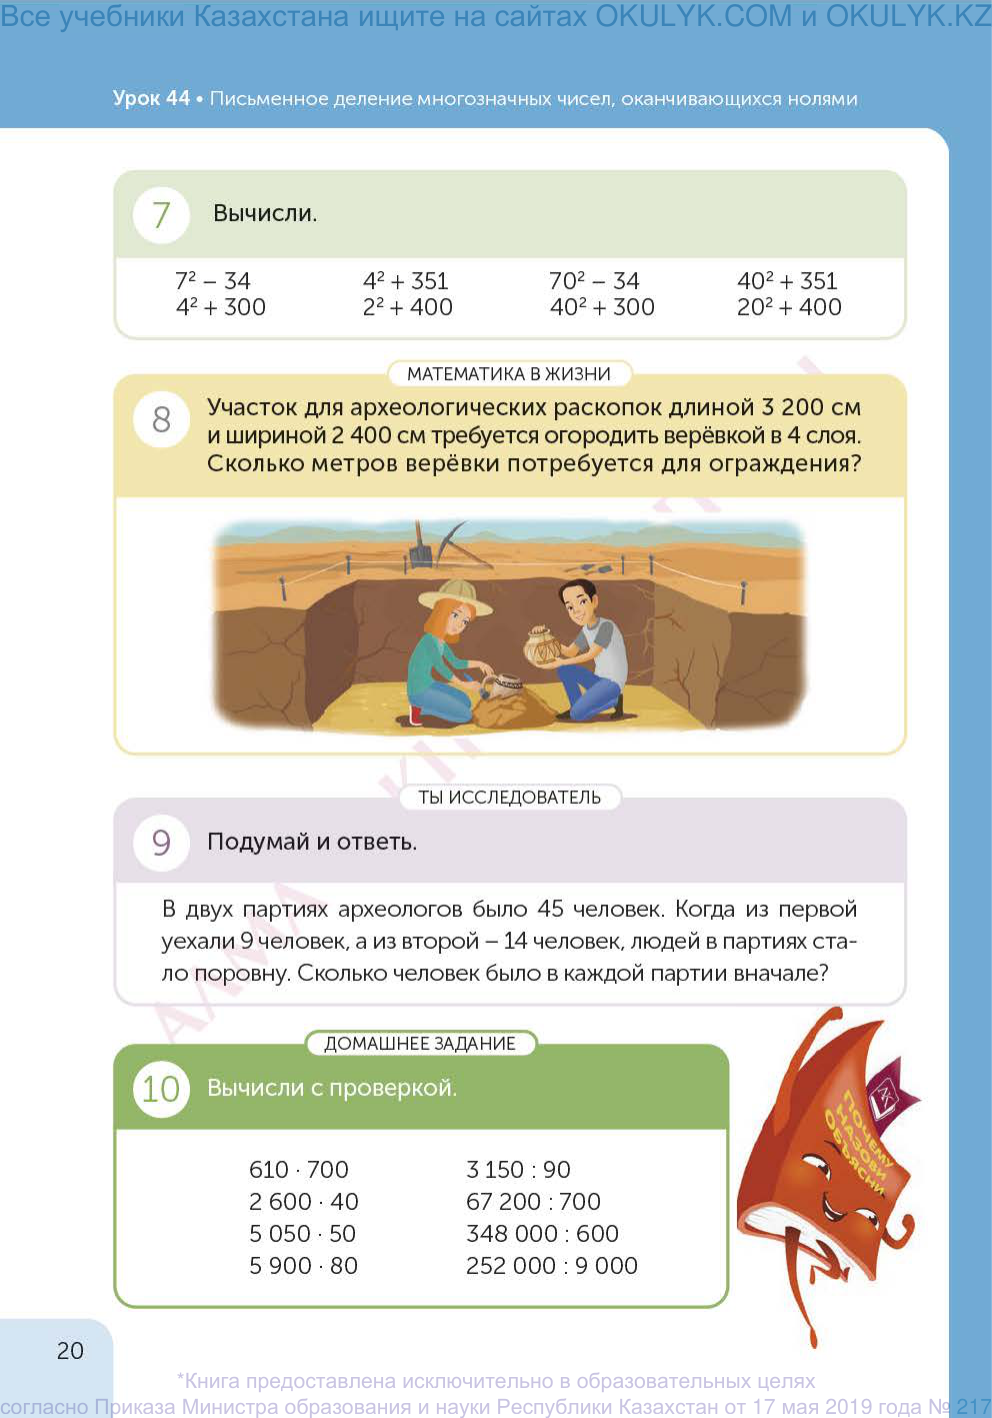 Все учебники Казахстана ищите на сайтах OKULYK.COM и OKULYK.KZ
Урок 44 • Письменное деление многозначных чисел, оканчивающихся нолями
7 Вычисли.
7² – 34 4² + 351 70² – 34 40² + 351
4² + 300 2² + 400 40² + 300 20² + 400
МАТЕМАТИКА В ЖИЗНИ
8 Участок для археологических раскопок длиной 3 200 см
и шириной 2 400 см требуется огородить верёвкой в 4 слоя.
Сколько метров верёвки потребуется для ограждения?
ТЫ ИССЛЕДОВАТЕЛЬ
9 Подумай и ответь.
В двух партиях археологов было 45 человек. Когда из первой
уехали 9 человек, а из второй – 14 человек, людей в партиях ста-
ло поровну. Сколько человек было в каждой партии вначале?
ДОМАШНЕЕ ЗАДАНИЕ
10 Вычисли с проверкой.
610 · 700 3 150 : 90
2 600 · 40 67 200 : 700
5 050 · 50 348 000 : 600
5 900 · 80 252 000 : 9 000
ПОЧЕМУ
НАЗОВИ
ОБЪЯСНИ
АЛМА
20
*Книга предоставлена исключительно в образовательных целях
согласно Приказа Министра образования и науки Республики Казахстан от 17 мая 2019 года № 217